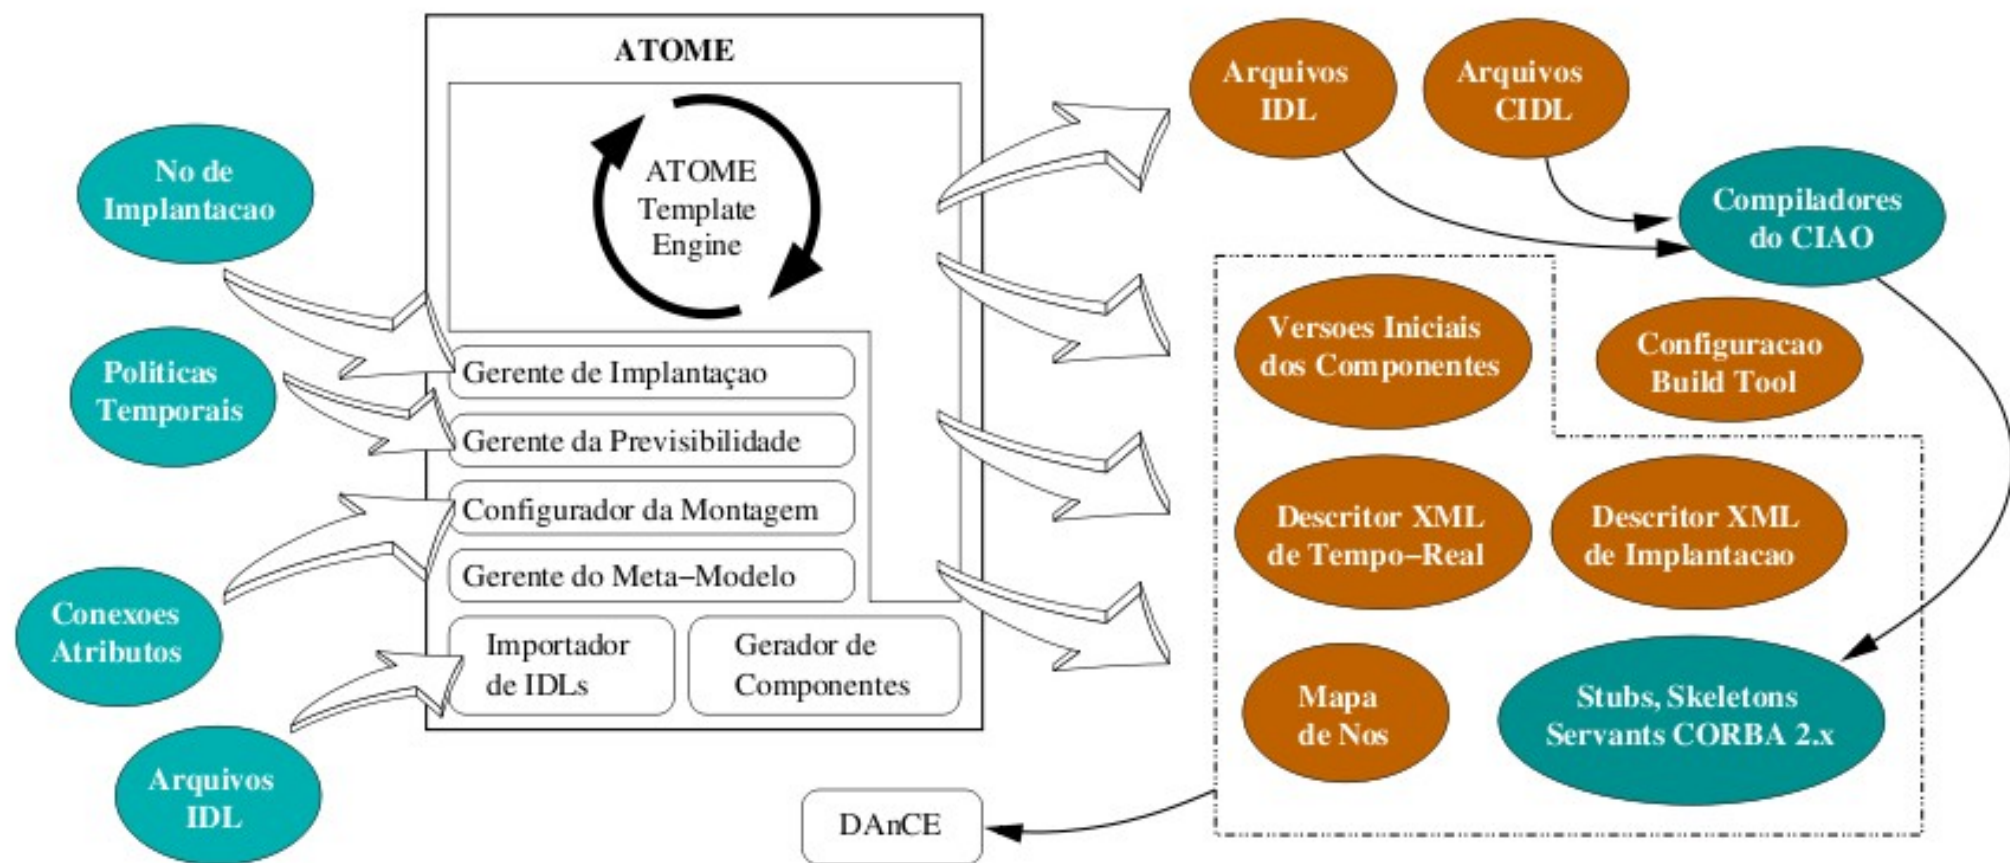 ATOME
ATOME
Template
Engine
No de
Implantacao
Politicas
Temporais
Conexoes
Atributos
Arquivos
IDL
Gerente de Implantaçao
Gerente da Previsibilidade
Configurador da Montagem
Gerente do Meta-Modelo
Importador
de IDLs
Gerador de
Componentes
Arquivos
IDL
Arquivos
CIDL
Compiladores
do CIAO
Versoes Iniciais
dos Componentes
Configuracao
Build Tool
Descritor XML
de Tempo-Real
Descritor XML
de Implantacao
Mapa
de Nos
Stubs, Skeletons
Servants CORBA 2.x
DAnCE